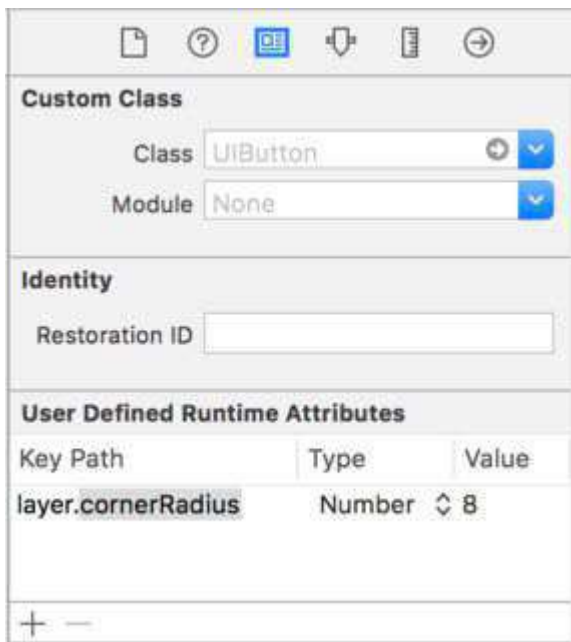 Custom Class
Class UIButton
Module None
Identity
Restoration ID
User Defined Runtime Attributes
Key Path Type Value
layer.cornerRadius Number 8